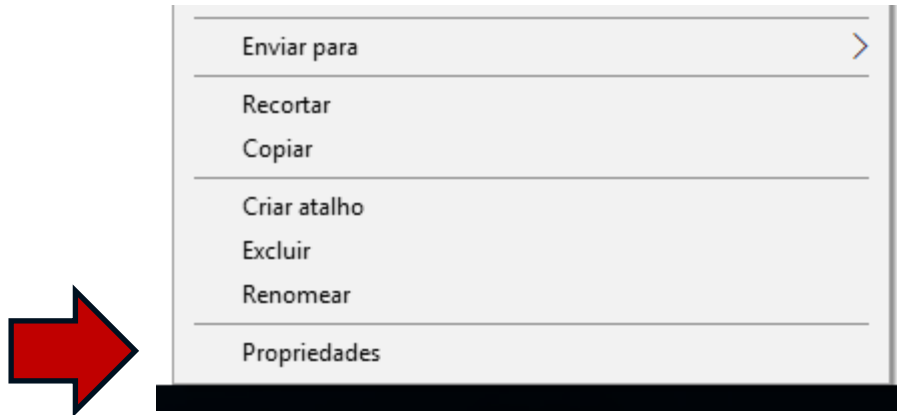 Enviar para
Recortar
Copiar
Criar atalho
Excluir
Renomear
Propriedades